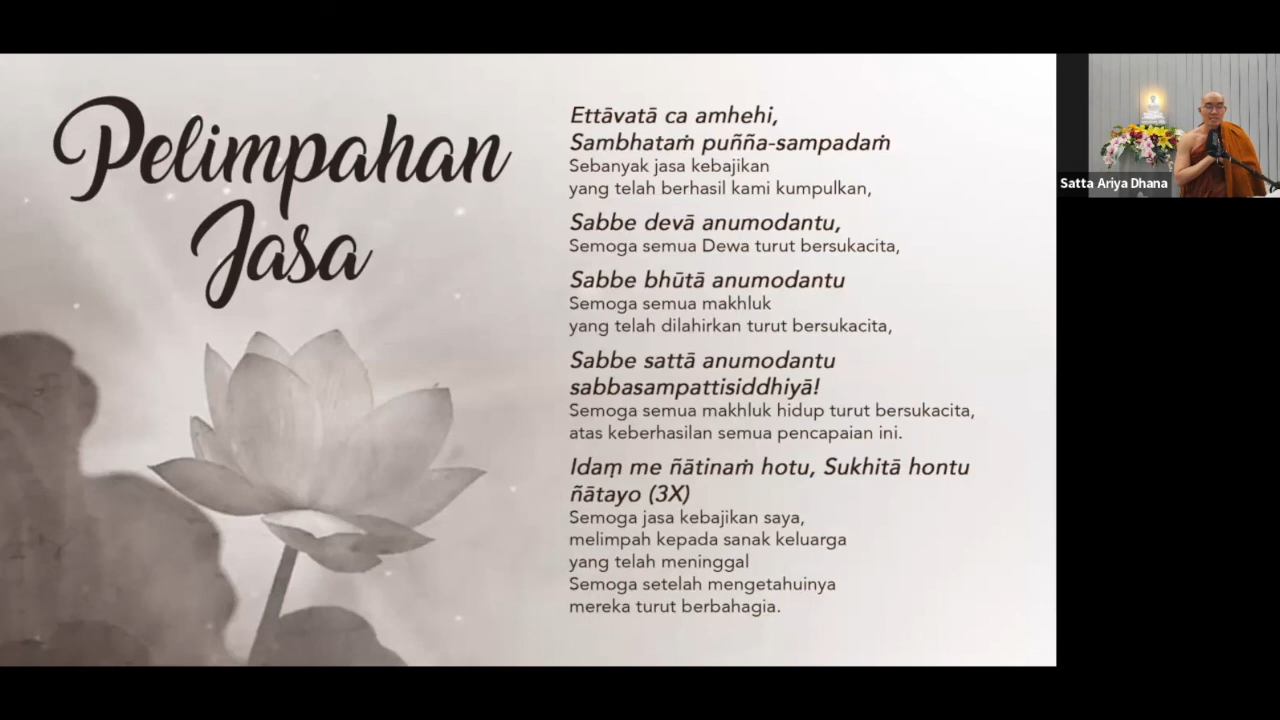 Pelimpahan
Jasa
Ettāvatā ca amhehi,
Sambhataṁ puñña-sampadaṁ
Sebanyak jasa kebajikan
yang telah berhasil kami kumpulkan,
Sabbe devā anumodantu,
Semoga semua Dewa turut bersukacita,
Sabbe bhūtā anumodantu
Semoga semua makhluk
yang telah dilahirkan turut bersukacita,
Sabbe sattā anumodantu
sabbasampattisiddhiyā!
Semoga semua makhluk hidup turut bersukacita,
atas keberhasilan semua pencapaian ini.
Idaṃ me ñātinaṁ hotu, Sukhitā hontu
ñātayo (3X)
Semoga jasa kebajikan saya,
melimpah kepada sanak keluarga
yang telah meninggal
Semoga setelah mengetahuinya
mereka turut berbahagia.
Satta Ariya Dhana